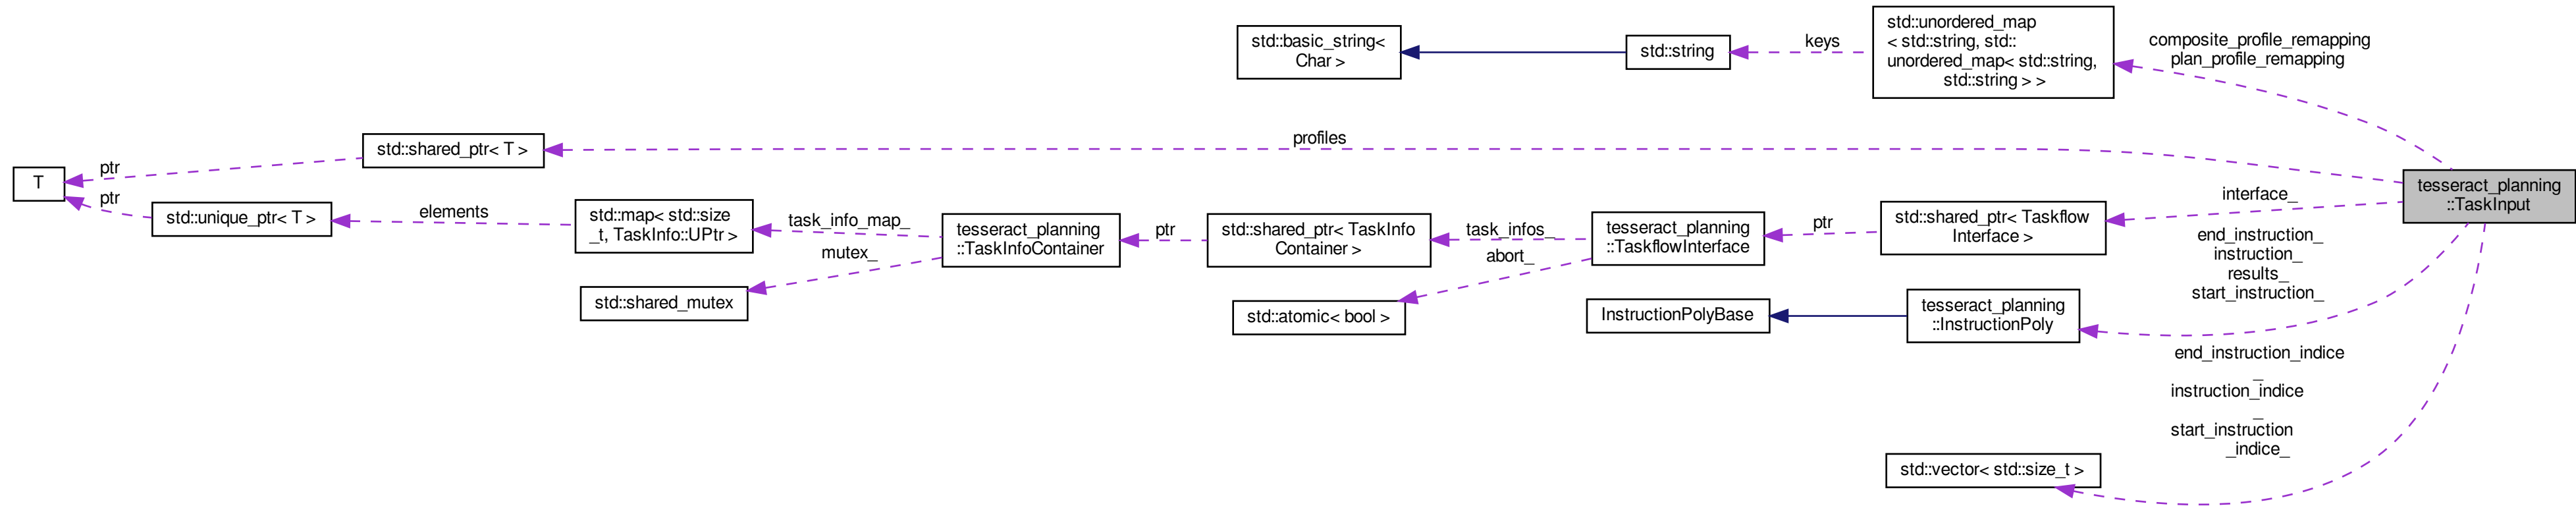 std::basic_string<
Char >
std::string
keys
std::unordered_map
< std::string, std::
unordered_map< std::string,
std::string > >
composite_profile_remapping
plan_profile_remapping
std::shared_ptr< T >
profiles
T
ptr
ptr
std::unique_ptr< T >
elements
std::map< std::size
_t, TaskInfo::UPtr >
task_info_map_
mutex_
std::shared_mutex
tesseract_planning
::TaskInfoContainer
ptr
std::shared_ptr< TaskInfo
Container >
task_infos_
abort_
std::atomic< bool >
tesseract_planning
::TaskflowInterface
ptr
std::shared_ptr< Taskflow
Interface >
interface_
tesseract_planning
::TaskInput
end_instruction_
instruction_
results_
start_instruction_
InstructionPolyBase
tesseract_planning
::InstructionPoly
end_instruction_indice
_
instruction_indice
_
start_instruction
_indice_
std::vector< std::size_t >